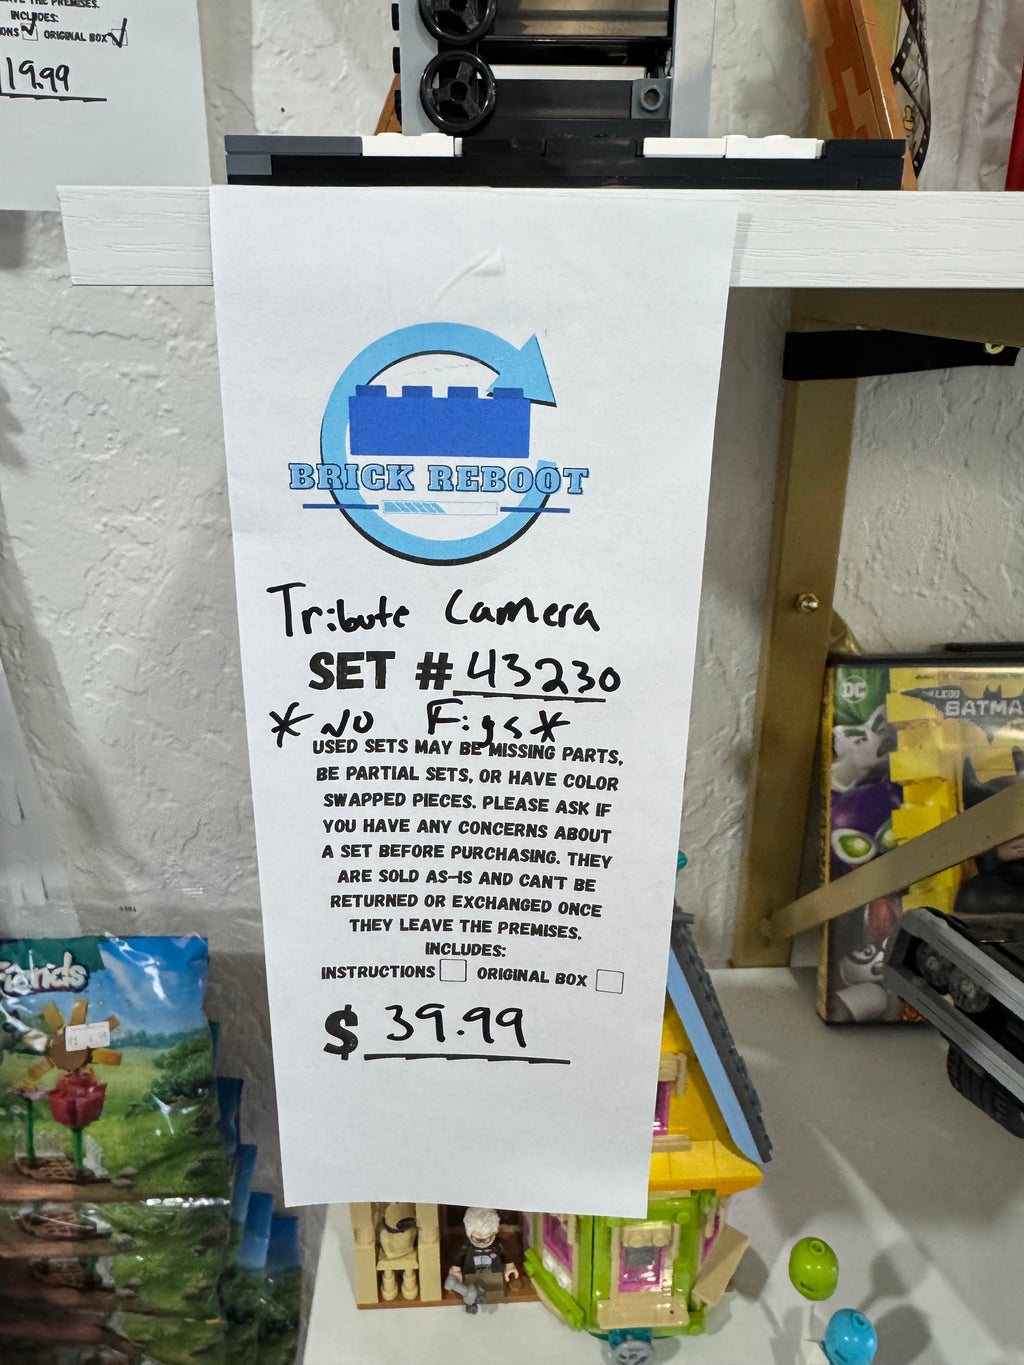 INCLUDES:
ORIGINAL BOX
19.99
BRICK REBOOT
Tribute Camera
SET # 43230
* No Figs *
USED SETS MAY BE MISSING PARTS,
BE PARTIAL SETS, OR HAVE COLOR
SWAPPED PIECES. PLEASE ASK IF
YOU HAVE ANY CONCERNS ABOUT
A SET BEFORE PURCHASING. THEY
ARE SOLD AS-IS AND CAN'T BE
RETURNED OR EXCHANGED ONCE
THEY LEAVE THE PREMISES.
INCLUDES:
INSTRUCTIONS ORIGINAL BOX
$ 39.99
DC
THE LEGO
BATMA